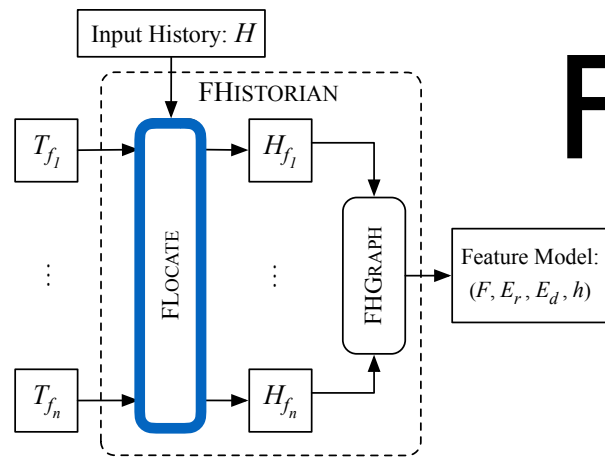 Input History: H
F
FHISTORIAN
T_{f_1}
H_{f_1}
FLOCATE
FHGRAPH
Feature Model:
(F, E_r, E_d, h)
⋮
⋮
T_{f_n}
H_{f_n}